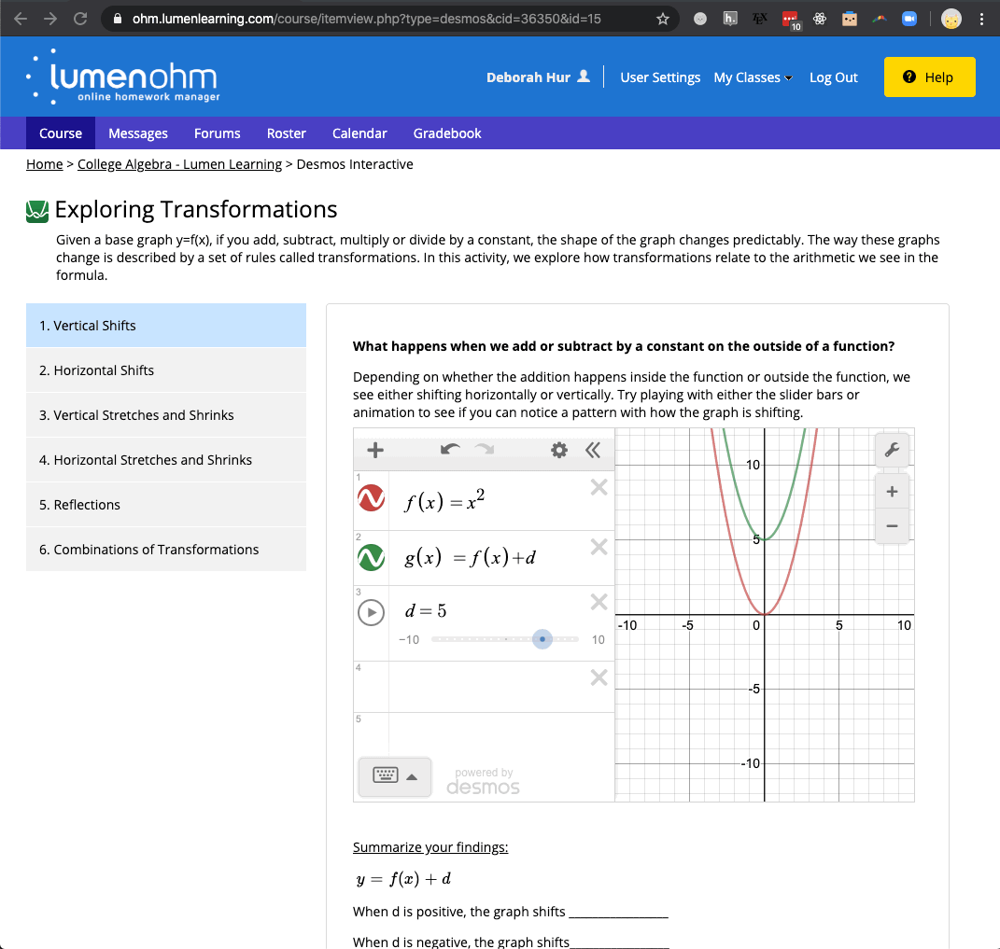 ohm.lumenlearning.com/course/itemview.php?type=desmos&cid=36350&id=15
h.
TEX
10
lumenohm
online homework manager
Deborah Hur
User Settings
My Classes
Log Out
? Help
Course
Messages
Forums
Roster
Calendar
Gradebook
Home > College Algebra - Lumen Learning > Desmos Interactive
Exploring Transformations
Given a base graph y=f(x), if you add, subtract, multiply or divide by a constant, the shape of the graph changes predictably. The way these graphs
change is described by a set of rules called transformations. In this activity, we explore how transformations relate to the arithmetic we see in the
formula.
1. Vertical Shifts
2. Horizontal Shifts
3. Vertical Stretches and Shrinks
4. Horizontal Stretches and Shrinks
5. Reflections
6. Combinations of Transformations
What happens when we add or subtract by a constant on the outside of a function?
Depending on whether the addition happens inside the function or outside the function, we
see either shifting horizontally or vertically. Try playing with either the slider bars or
animation to see if you can notice a pattern with how the graph is shifting.
1
f(x) = x²
2
g(x) = f(x)+d
3
d = 5
−10
10
4
5
powered by
desmos
10
5
-10
-5
0
5
10
-5
-10
Summarize your findings:
y = f(x) + d
When d is positive, the graph shifts _______________
When d is negative, the graph shifts_______________